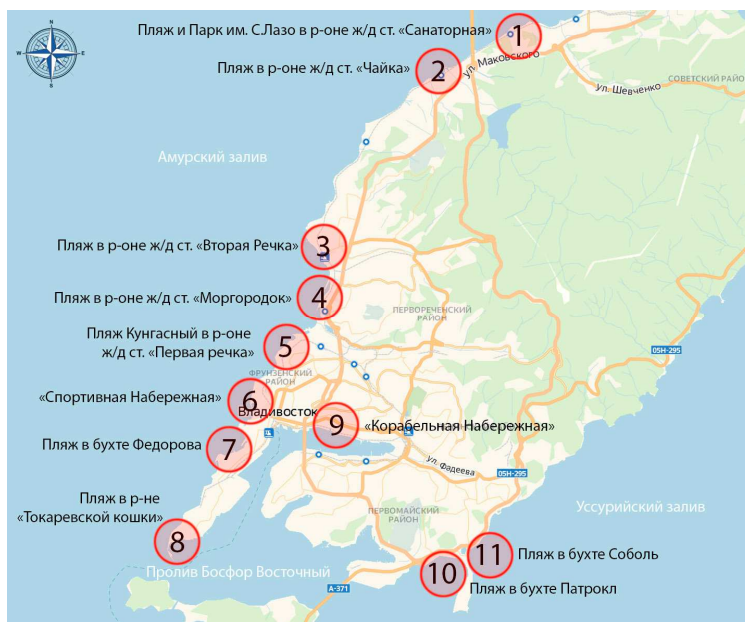 N
W
E
S
Пляж и Парк им. С.Лазо в р-оне ж/д ст. «Санаторная»
1
Пляж в р-оне ж/д ст. «Чайка»
2
ул. Маковского
СОВЕТСКИЙ РАЙОН
ул. Шевченко
Амурский залив
Пляж в р-оне ж/д ст. «Вторая Речка»
3
Пляж в р-оне ж/д ст. «Моргородок»
4
ПЕРВОРЕЧЕНСКИЙ
РАЙОН
Пляж Кунгасный в р-оне
ж/д ст. «Первая речка»
5
05Н-295
ФРУНЗЕНСКИЙ
РАЙОН
«Спортивная Набережная»
6
Владивосток
9
«Корабельная Набережная»
Пляж в бухте Федорова
7
ул. Фадеева
05Н-295
Пляж в р-не
«Токаревской кошки»
8
ПЕРВОМАЙСКИЙ
РАЙОН
Уссурийский залив
11
Пляж в бухте Соболь
Пролив Босфор Восточный
10
Пляж в бухте Патрокл
А-371